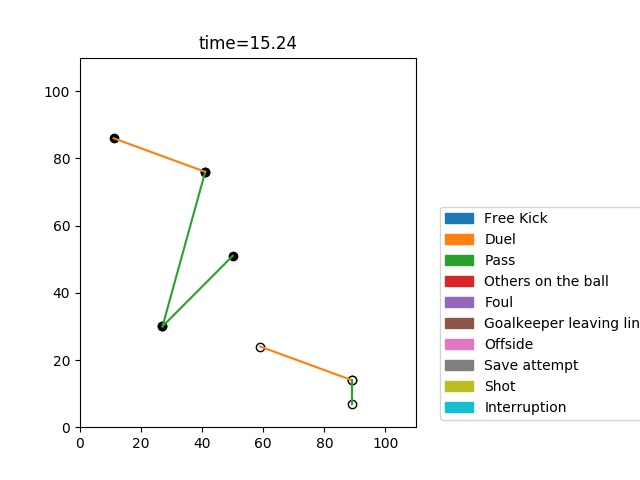 time=15.24
100
80
60
40
20
0
0 20 40 60 80 100
Free Kick
Duel
Pass
Others on the ball
Foul
Goalkeeper leaving lin
Offside
Save attempt
Shot
Interruption